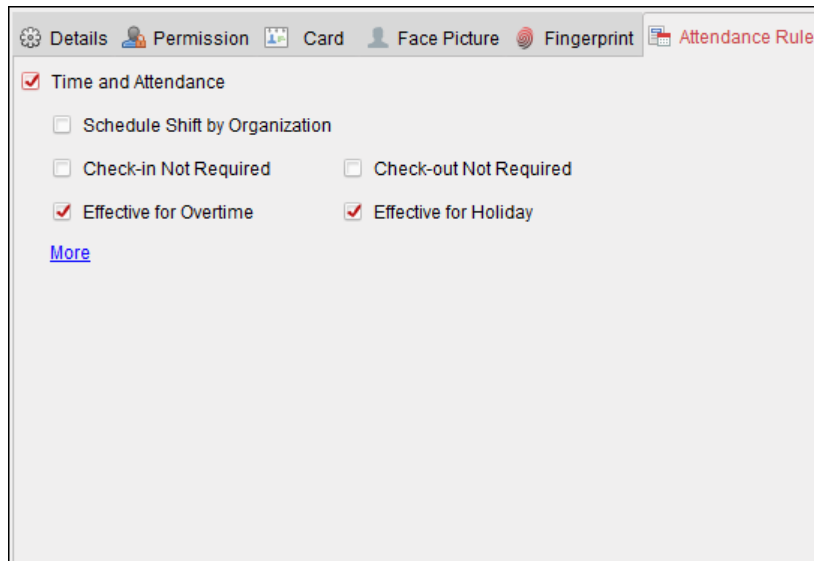 Details Permission Card Face Picture Fingerprint Attendance Rule
Time and Attendance
Schedule Shift by Organization
Check-in Not Required Check-out Not Required
Effective for Overtime Effective for Holiday
More